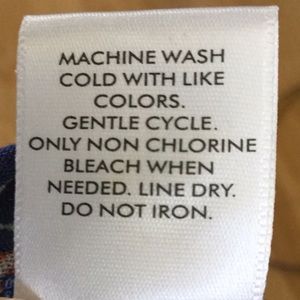 MACHINE WASH
COLD WITH LIKE
COLORS.
GENTLE CYCLE.
ONLY NON CHLORINE
BLEACH WHEN
NEEDED. LINE DRY.
DO NOT IRON.